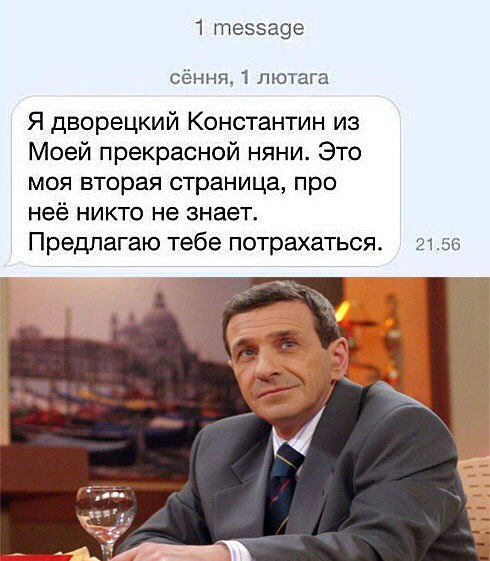 1 message
сёння, 1 лютага
Я дворецкий Константин из
Моей прекрасной няни. Это
моя вторая страница, про
неё никто не знает.
Предлагаю тебе потрахаться.
21.56